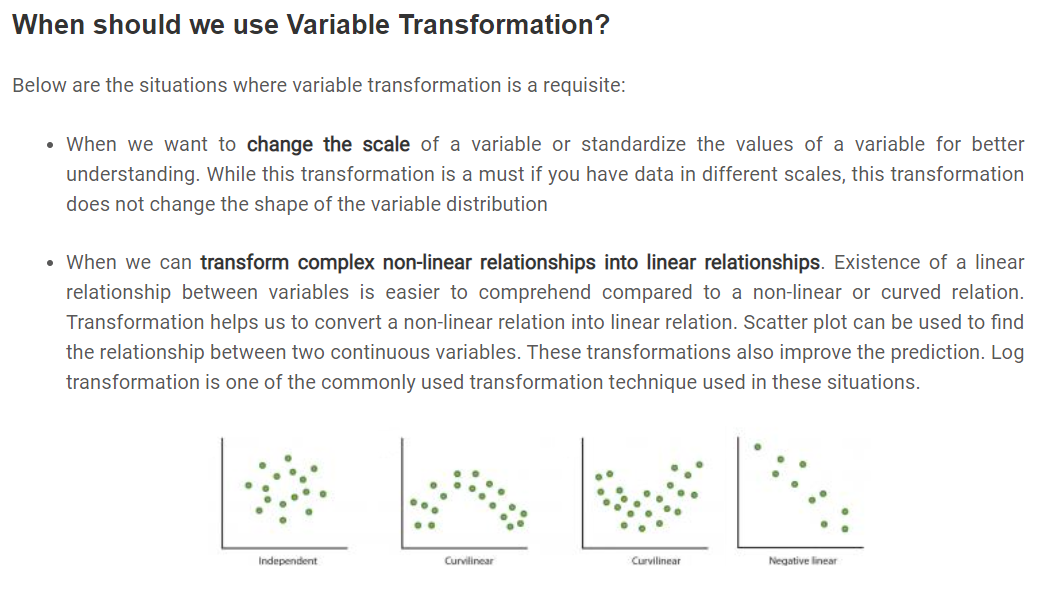 When should we use Variable Transformation?
Below are the situations where variable transformation is a requisite:
When we want to change the scale of a variable or standardize the values of a variable for better
understanding. While this transformation is a must if you have data in different scales, this transformation
does not change the shape of the variable distribution
When we can transform complex non-linear relationships into linear relationships. Existence of a linear
relationship between variables is easier to comprehend compared to a non-linear or curved relation.
Transformation helps us to convert a non-linear relation into linear relation. Scatter plot can be used to find
the relationship between two continuous variables. These transformations also improve the prediction. Log
transformation is one of the commonly used transformation technique used in these situations.
Independent
Curvilinear
Curvilinear
Negative linear